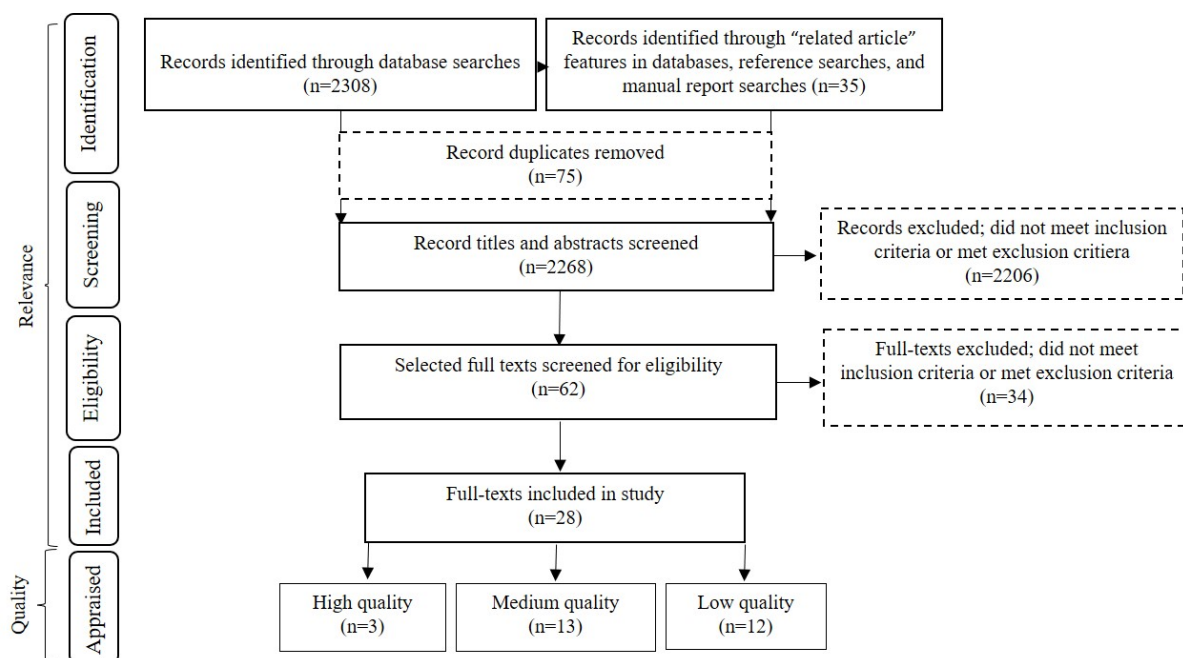 Relevance
Quality
Identification
Screening
Eligibility
Included
Appraised
Records identified through database searches
(n=2308)
Records identified through “related article”
features in databases, reference searches, and
manual report searches (n=35)
Record duplicates removed
(n=75)
Record titles and abstracts screened
(n=2268)
Records excluded; did not meet inclusion
criteria or met exclusion critiera
(n=2206)
Selected full texts screened for eligibility
(n=62)
Full-texts excluded; did not meet
inclusion criteria or met exclusion criteria
(n=34)
Full-texts included in study
(n=28)
High quality
(n=3)
Medium quality
(n=13)
Low quality
(n=12)